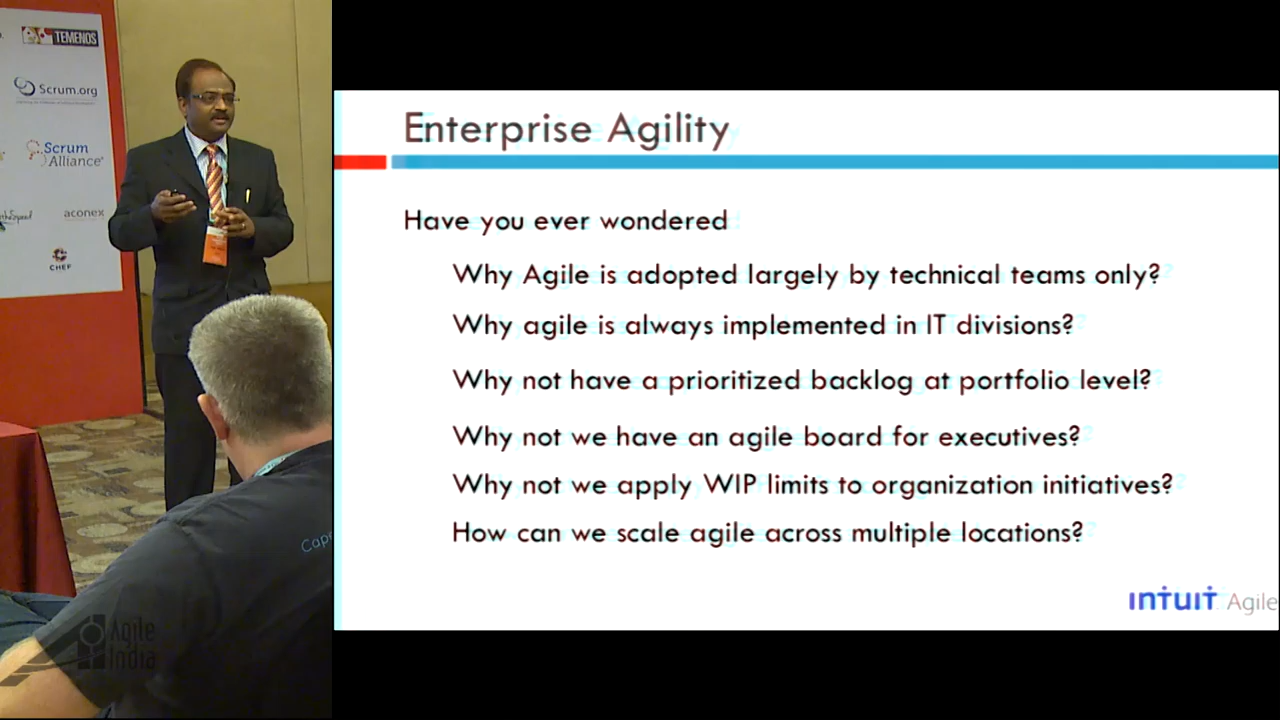 TEMENOS
Scrum.org
Scrum
Alliance
aconex
CHEF
Agile
India
Enterprise Agility
Have you ever wondered
Why Agile is adopted largely by technical teams only?
Why agile is always implemented in IT divisions?
Why not have a prioritized backlog at portfolio level?
Why not we have an agile board for executives?
Why not we apply WIP limits to organization initiatives?
How can we scale agile across multiple locations?
INTUIT Agile